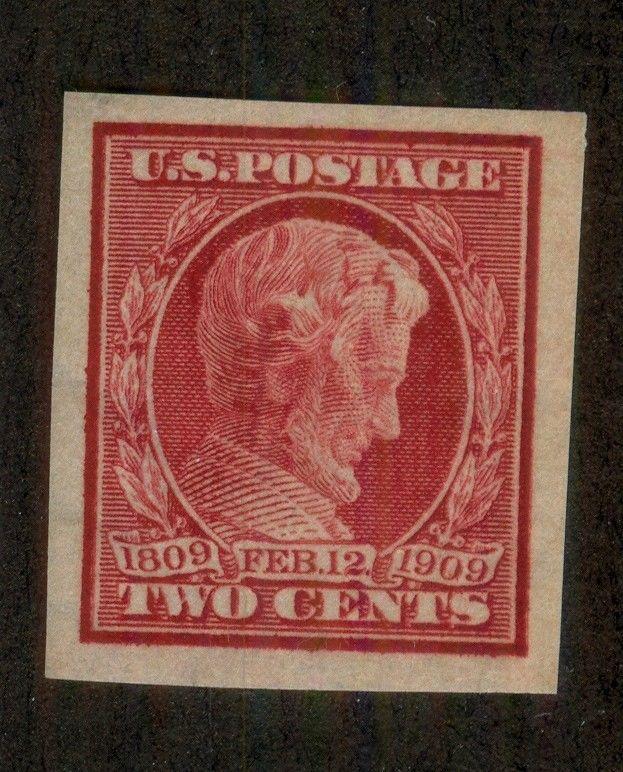 U.S.POSTAGE
1809 FEB.12 1909
TWO CENTS